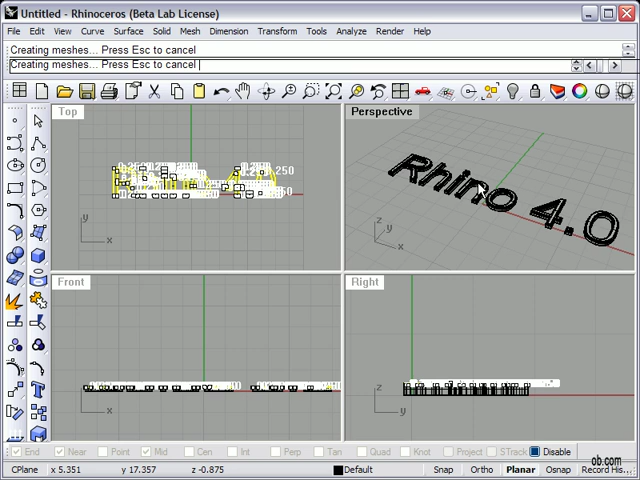 Untitled - Rhinoceros (Beta Lab License)
File Edit View Curve Surface Solid Mesh Dimension Transform Tools Analyze Render Help
Creating meshes... Press Esc to cancel
Creating meshes... Press Esc to cancel
Top
Perspective
Rhino 4.0
y
x
z
y
x
Front
Right
z
x
z
y
End Near Point Mid Cen Int Perp Tan Quad Knot Project STrack Disable
CPlane x 5.351 y 17.357 z -0.875 Default Snap Ortho Planar Osnap Record His...
ob.com